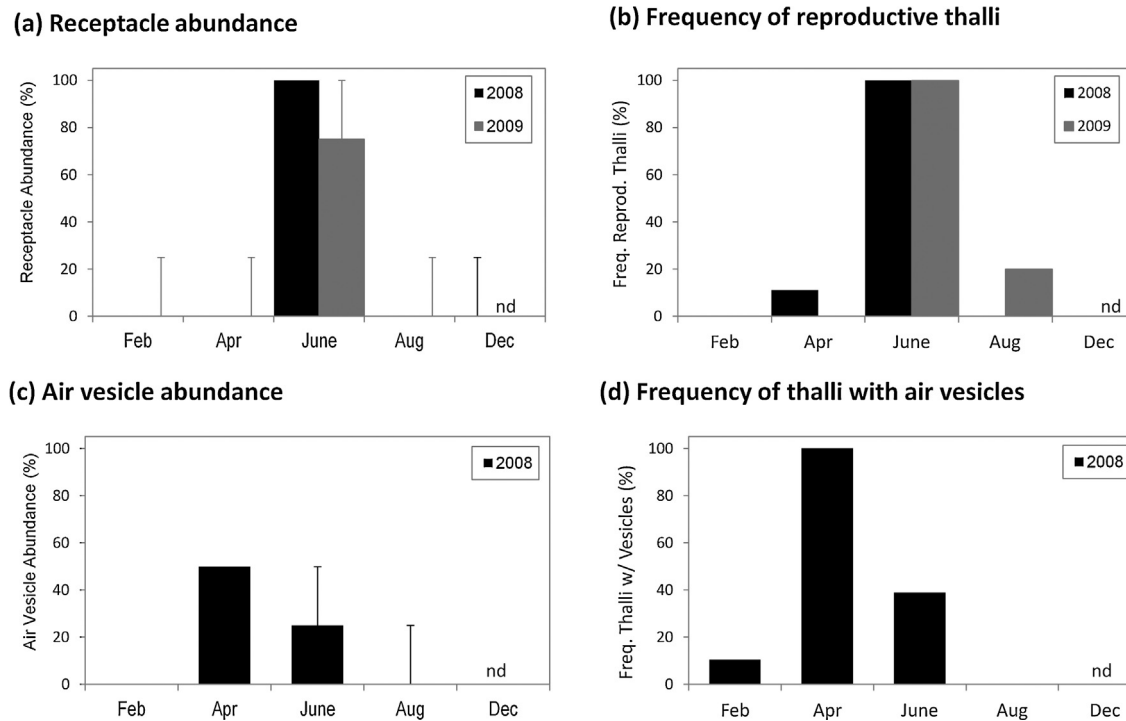 (a) Receptacle abundance
Receptacle Abundance (%)
100
80
60
40
20
0
2008
2009
nd
Feb Apr June Aug Dec
(b) Frequency of reproductive thalli
Freq. Reprod. Thalli (%)
100
80
60
40
20
0
2008
2009
nd
Feb Apr June Aug Dec
(c) Air vesicle abundance
Air Vesicle Abundance (%)
100
80
60
40
20
0
2008
nd
Feb Apr June Aug Dec
(d) Frequency of thalli with air vesicles
Freq. Thalli w/ Vesicles (%)
100
80
60
40
20
0
2008
nd
Feb Apr June Aug Dec